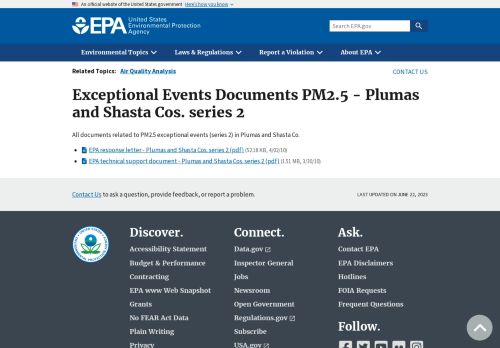 An official website of the United States government Here's how you know
EPA United States Environmental Protection Agency
Search EPA.gov
Environmental Topics Laws & Regulations Report a Violation About EPA
Related Topics: Air Quality Analysis CONTACT US
Exceptional Events Documents PM2.5 - Plumas
and Shasta Cos. series 2
All documents related to PM2.5 exceptional events (series 2) in Plumas and Shasta Co.
EPA response letter - Plumas and Shasta Cos. series 2 (pdf) (52.18 KB, 4/02/10)
EPA technical support document - Plumas and Shasta Cos. series 2 (pdf) (1.51 MB, 3/30/10)
Contact Us to ask a question, provide feedback, or report a problem. LAST UPDATED ON JUNE 22, 2023
Discover.
Accessibility Statement
Budget & Performance
Contracting
EPA www Web Snapshot
Grants
No FEAR Act Data
Plain Writing
Privacy
Connect.
Data.gov
Inspector General
Jobs
Newsroom
Open Government
Regulations.gov
Subscribe
USA.gov
Ask.
Contact EPA
EPA Disclaimers
Hotlines
FOIA Requests
Frequent Questions
Follow.